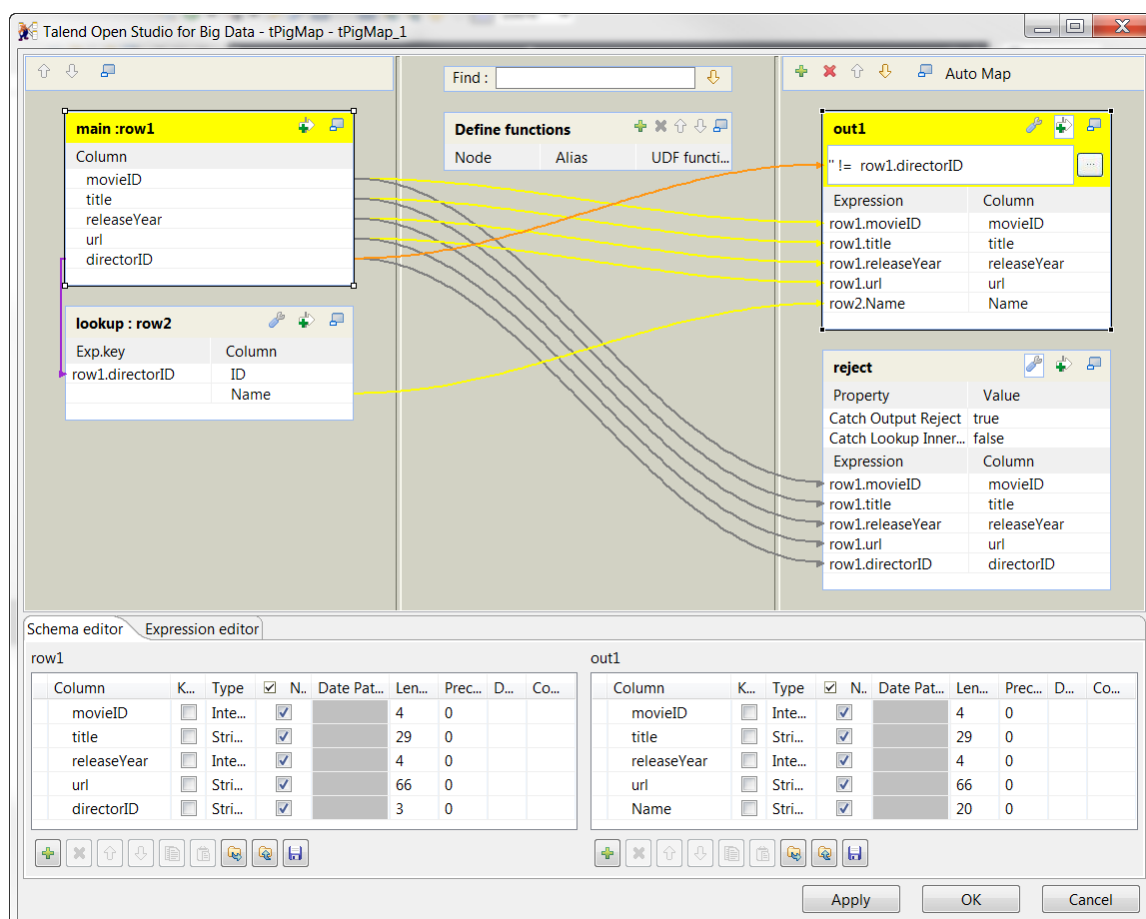 Talend Open Studio for Big Data - tPigMap - tPigMap_1
Find :
Auto Map
main :row1
Column
movieID
title
releaseYear
url
directorID
lookup : row2
Exp.key Column
row1.directorID ID
Name
Define functions
Node Alias UDF functi...
out1
'' != row1.directorID
...
Expression Column
row1.movieID movieID
row1.title title
row1.releaseYear releaseYear
row1.url url
row2.Name Name
reject
Property Value
Catch Output Reject true
Catch Lookup Inner... false
Expression Column
row1.movieID movieID
row1.title title
row1.releaseYear releaseYear
row1.url url
row1.directorID directorID
Schema editor Expression editor
row1
Column K... Type N.. Date Pat... Len... Prec... D... Co...
movieID Inte... 4 0
title Stri... 29 0
releaseYear Inte... 4 0
url Stri... 66 0
directorID Stri... 3 0
out1
Column K... Type N.. Date Pat... Len... Prec... D... Co...
movieID Inte... 4 0
title Stri... 29 0
releaseYear Inte... 4 0
url Stri... 66 0
Name Stri... 20 0
Apply OK Cancel